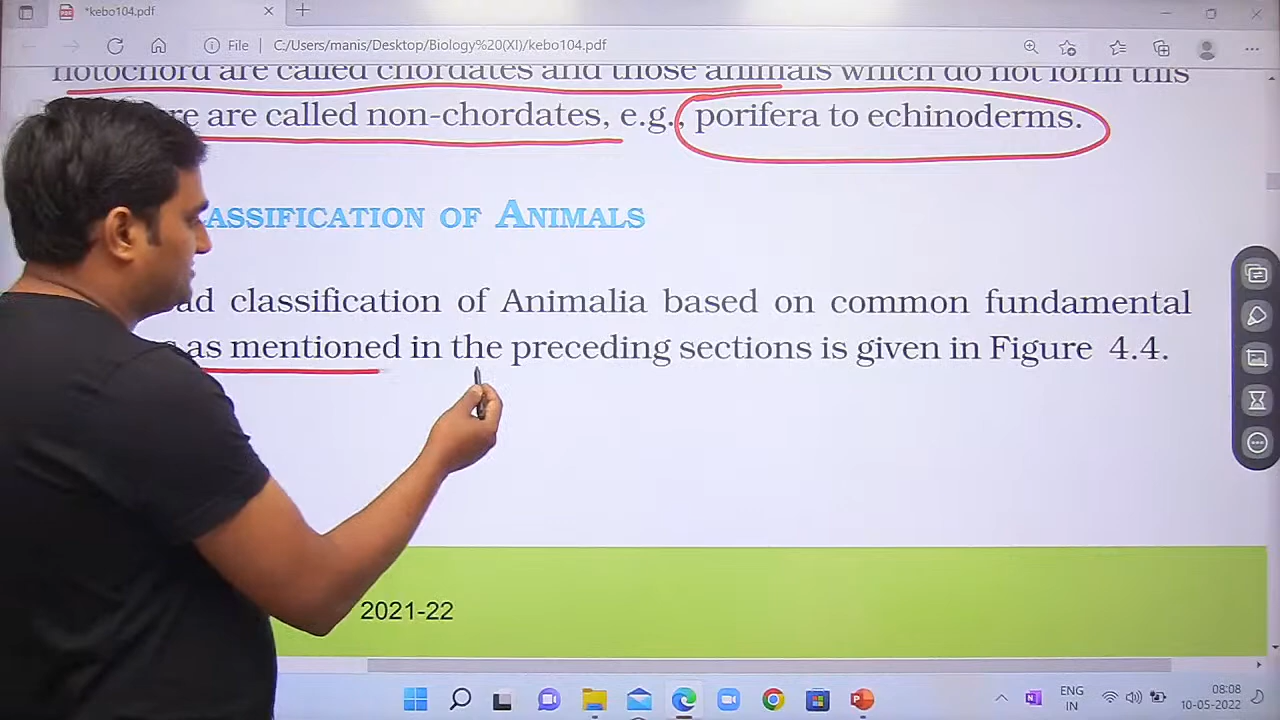 *kebo104.pdf
File | C:/Users/manis/Desktop/Biology%20(XI)/kebo104.pdf
notochord are called chordates and those animals which do not form this
are called non-chordates, e.g., porifera to echinoderms.
ASSIFICATION OF ANIMALS
classification of Animalia based on common fundamental
as mentioned in the preceding sections is given in Figure 4.4.
2021-22
ENG
IN
08:08
10-05-2022